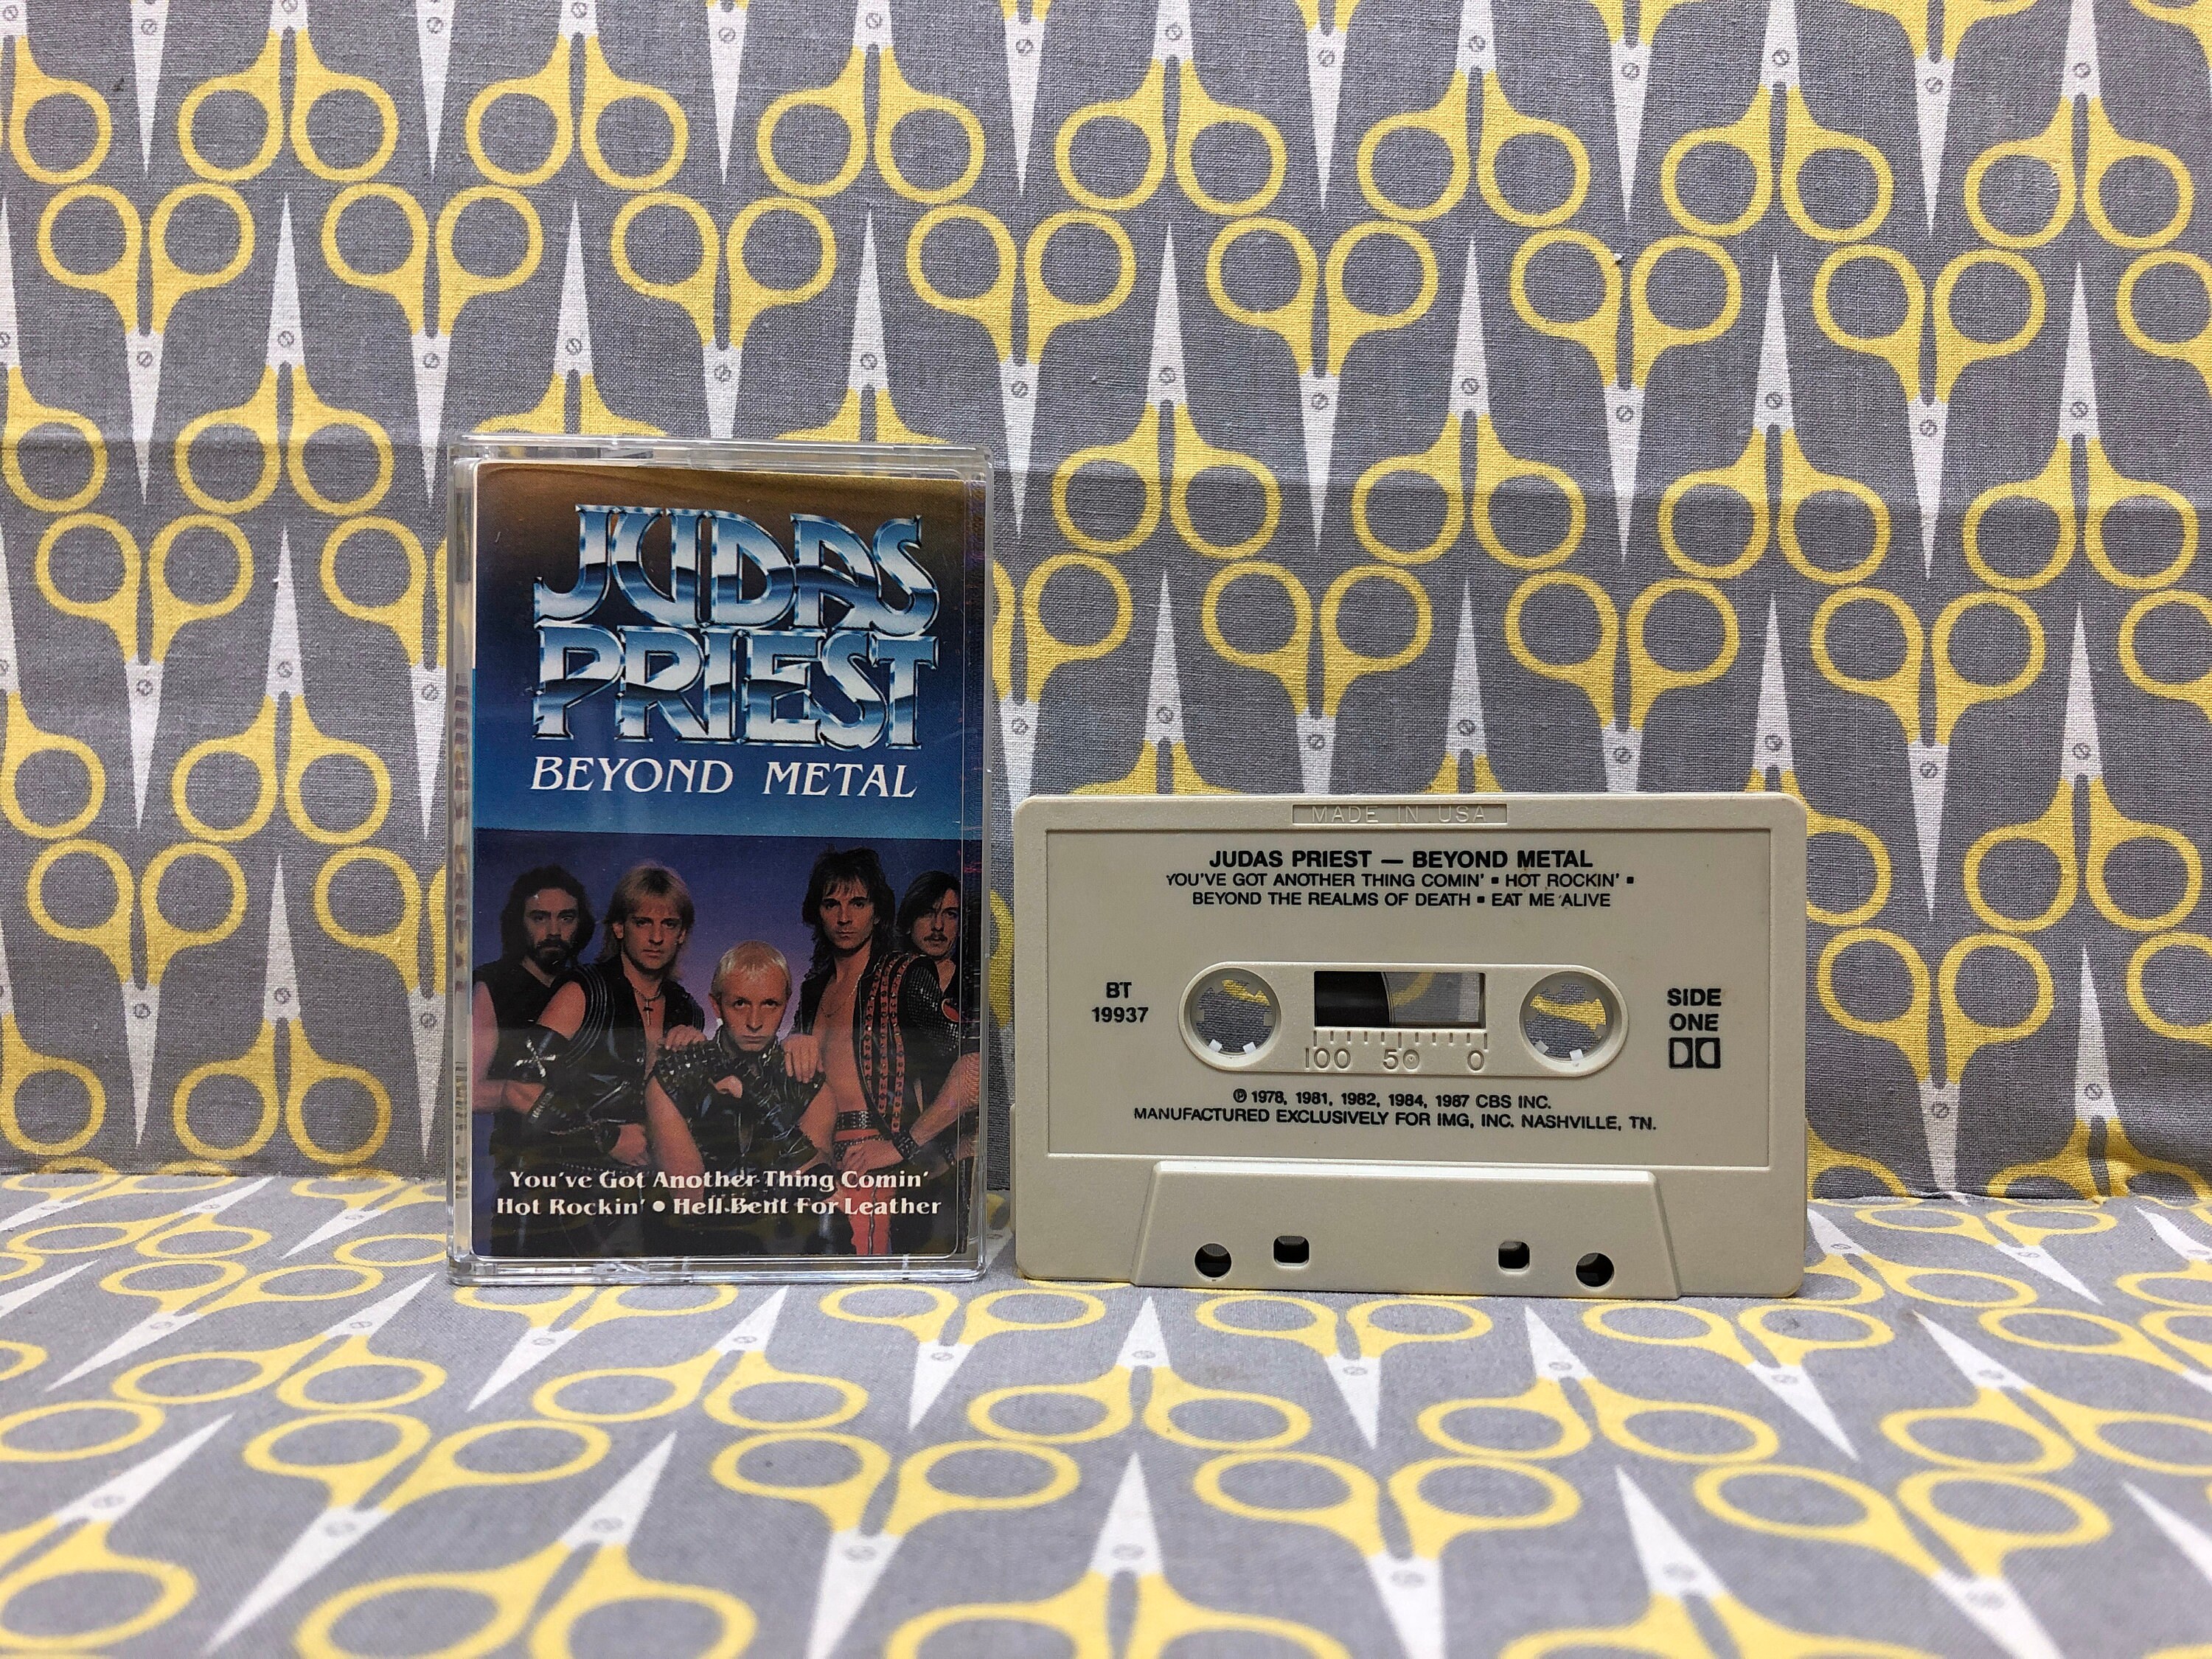 JUDAS
PRIEST
BEYOND METAL
You've Got Another Thing Comin'
Hot Rockin' • Hell Bent For Leather
MADE IN USA
JUDAS PRIEST — BEYOND METAL
YOU'VE GOT ANOTHER THING COMIN' ▪ HOT ROCKIN' ▪
BEYOND THE REALMS OF DEATH ▪ EAT ME ALIVE
BT
19937
SIDE
ONE
100 50 0
℗ 1978, 1981, 1982, 1984, 1987 CBS INC.
MANUFACTURED EXCLUSIVELY FOR IMG, INC. NASHVILLE, TN.